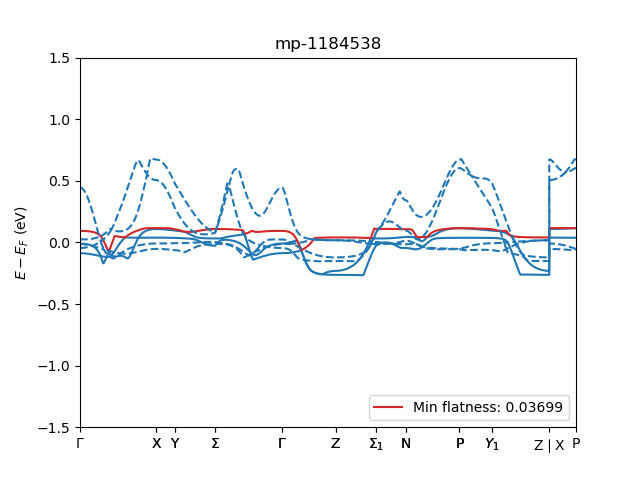 mp-1184538
E − E_F (eV)
1.5
1.0
0.5
0.0
−0.5
−1.0
−1.5
Min flatness: 0.03699
Γ X Y Σ Γ Z Σ₁ N P Y₁ Z | X P